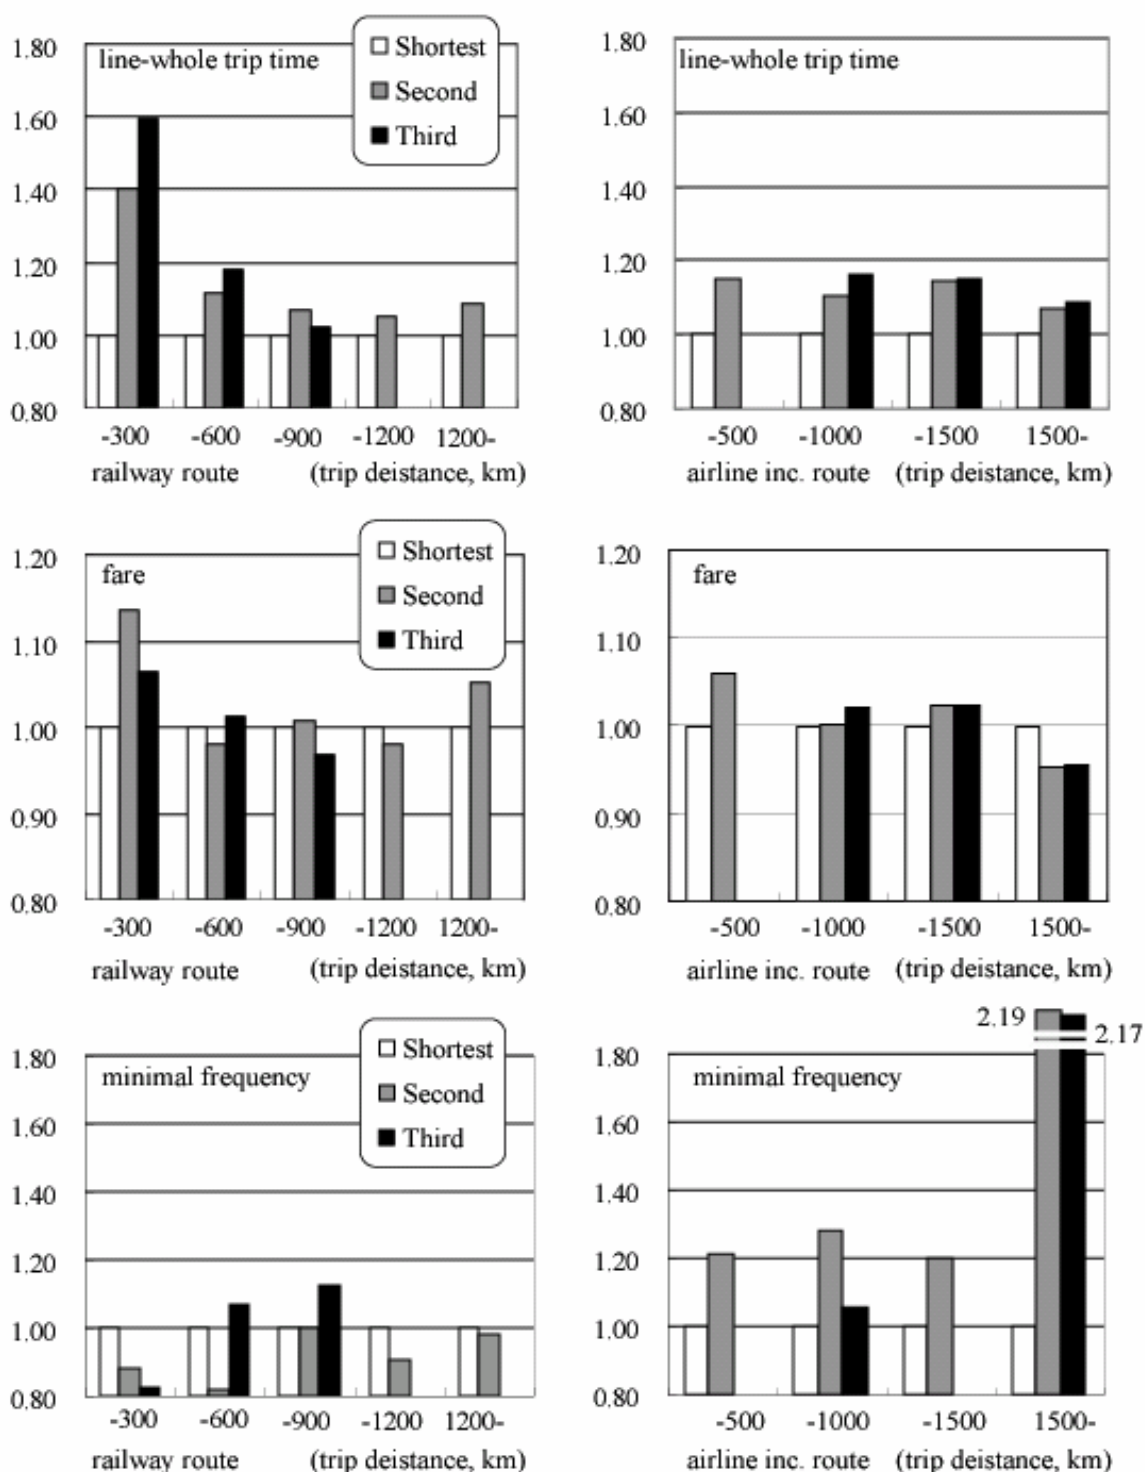 1.80
line-whole trip time
Shortest
Second
Third
1.60
1.40
1.20
1.00
0.80
-300 -600 -900 -1200 1200-
railway route (trip deistance, km)
1.80
line-whole trip time
1.60
1.40
1.20
1.00
0.80
-500 -1000 -1500 1500-
airline inc. route (trip deistance, km)
1.20
fare
Shortest
Second
Third
1.10
1.00
0.90
0.80
-300 -600 -900 -1200 1200-
railway route (trip deistance, km)
1.20
fare
1.10
1.00
0.90
0.80
-500 -1000 -1500 1500-
airline inc. route (trip deistance, km)
1.80
minimal frequency
Shortest
Second
Third
1.60
1.40
1.20
1.00
0.80
-300 -600 -900 -1200 1200-
railway route (trip deistance, km)
2.19
2.17
1.80
minimal frequency
1.60
1.40
1.20
1.00
0.80
-500 -1000 -1500 1500-
airline inc. route (trip deistance, km)